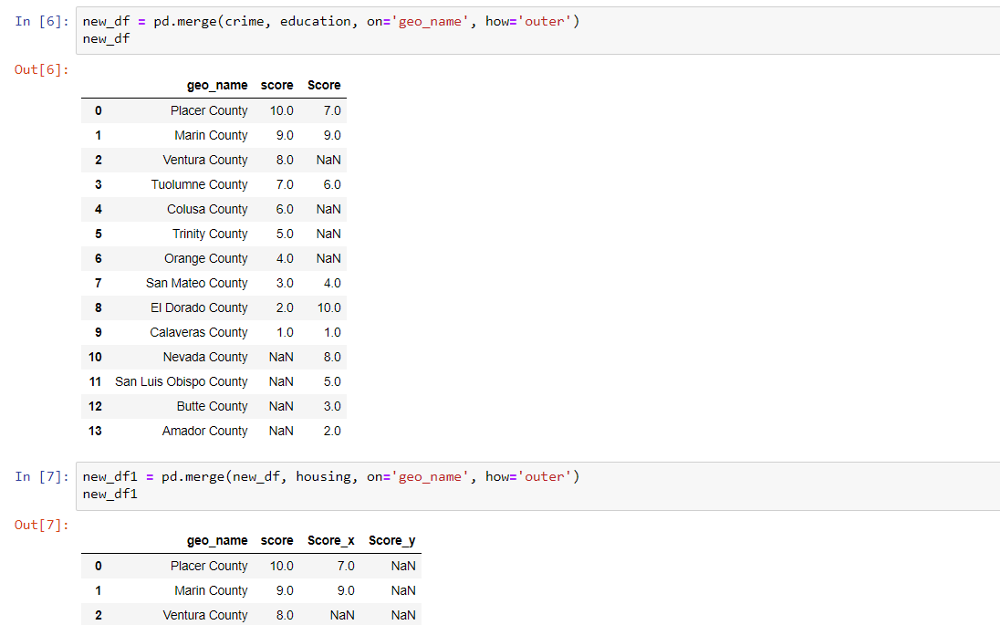 In [6]: new_df = pd.merge(crime, education, on='geo_name', how='outer')
new_df
Out[6]:
geo_name score Score
0 Placer County 10.0 7.0
1 Marin County 9.0 9.0
2 Ventura County 8.0 NaN
3 Tuolumne County 7.0 6.0
4 Colusa County 6.0 NaN
5 Trinity County 5.0 NaN
6 Orange County 4.0 NaN
7 San Mateo County 3.0 4.0
8 El Dorado County 2.0 10.0
9 Calaveras County 1.0 1.0
10 Nevada County NaN 8.0
11 San Luis Obispo County NaN 5.0
12 Butte County NaN 3.0
13 Amador County NaN 2.0
In [7]: new_df1 = pd.merge(new_df, housing, on='geo_name', how='outer')
new_df1
Out[7]:
geo_name score Score_x Score_y
0 Placer County 10.0 7.0 NaN
1 Marin County 9.0 9.0 NaN
2 Ventura County 8.0 NaN NaN